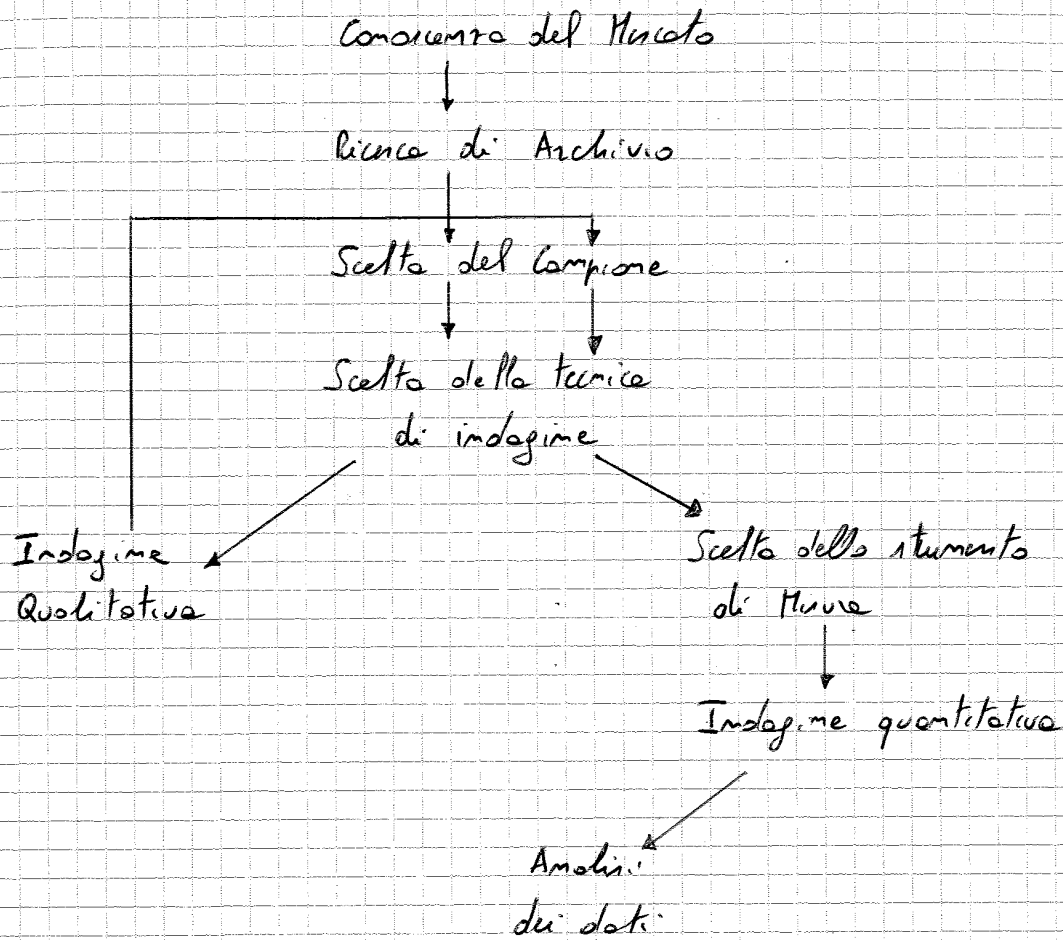 Conoscenza del Mercato
Ricerca di Archivio
Scelta del Campione
Scelta della tecnica
di indagine
Indagine
Qualitativa
Scelta dello strumento
di Misura
Indagine quantitativa
Analisi
dei dati